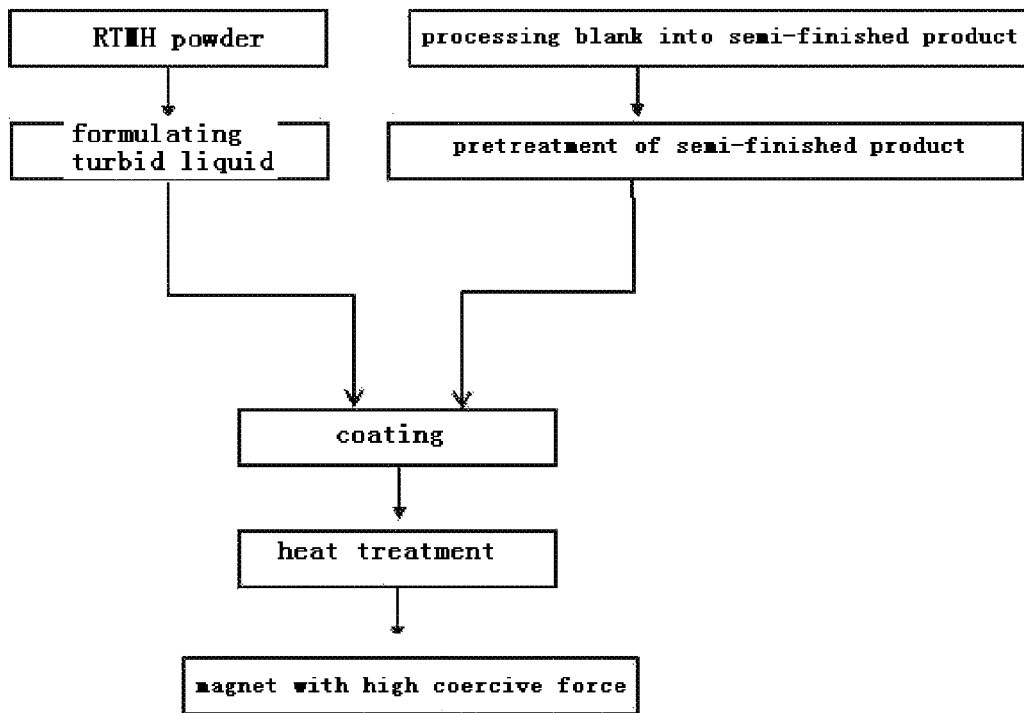 RTMH powder
processing blank into semi-finished product
formulating
turbid liquid
pretreatment of semi-finished product
coating
heat treatment
magnet with high coercive force